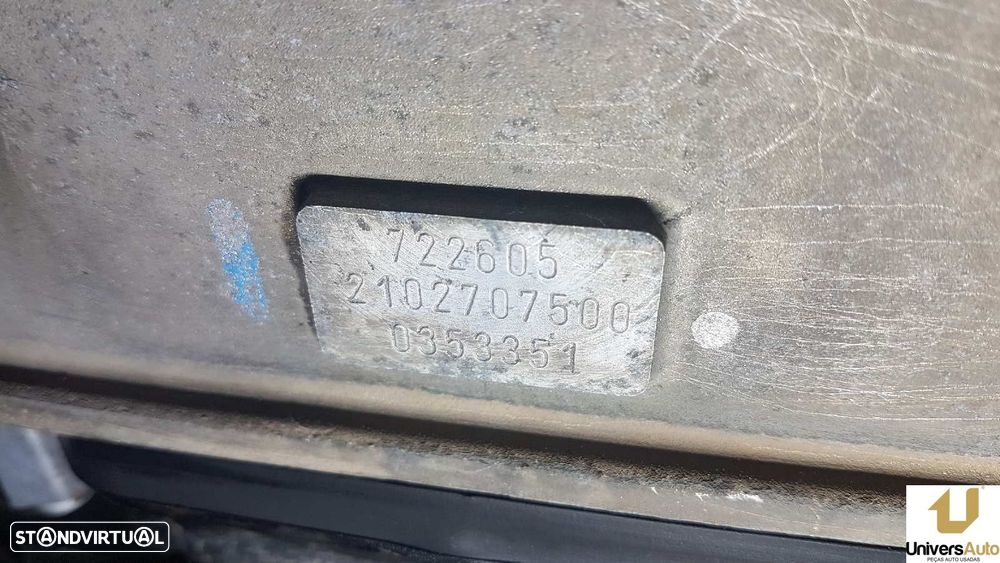 722605
2102707500
0353351
STANDVIRTUAL
UniversAuto
PEÇAS AUTO USADAS